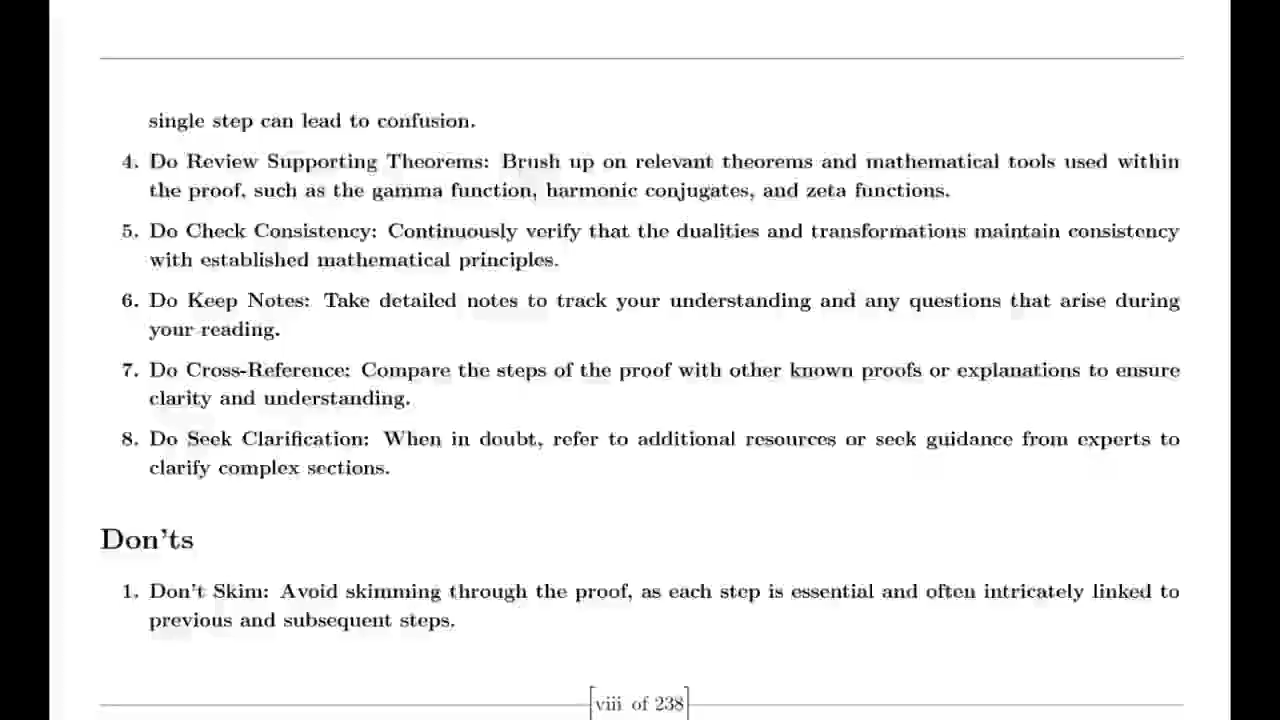 single step can lead to confusion.
4. Do Review Supporting Theorems: Brush up on relevant theorems and mathematical tools used within
the proof, such as the gamma function, harmonic conjugates, and zeta functions.
5. Do Check Consistency: Continuously verify that the dualities and transformations maintain consistency
with established mathematical principles.
6. Do Keep Notes: Take detailed notes to track your understanding and any questions that arise during
your reading.
7. Do Cross-Reference: Compare the steps of the proof with other known proofs or explanations to ensure
clarity and understanding.
8. Do Seek Clarification: When in doubt, refer to additional resources or seek guidance from experts to
clarify complex sections.
Don'ts
1. Don't Skim: Avoid skimming through the proof, as each step is essential and often intricately linked to
previous and subsequent steps.
viii of 238